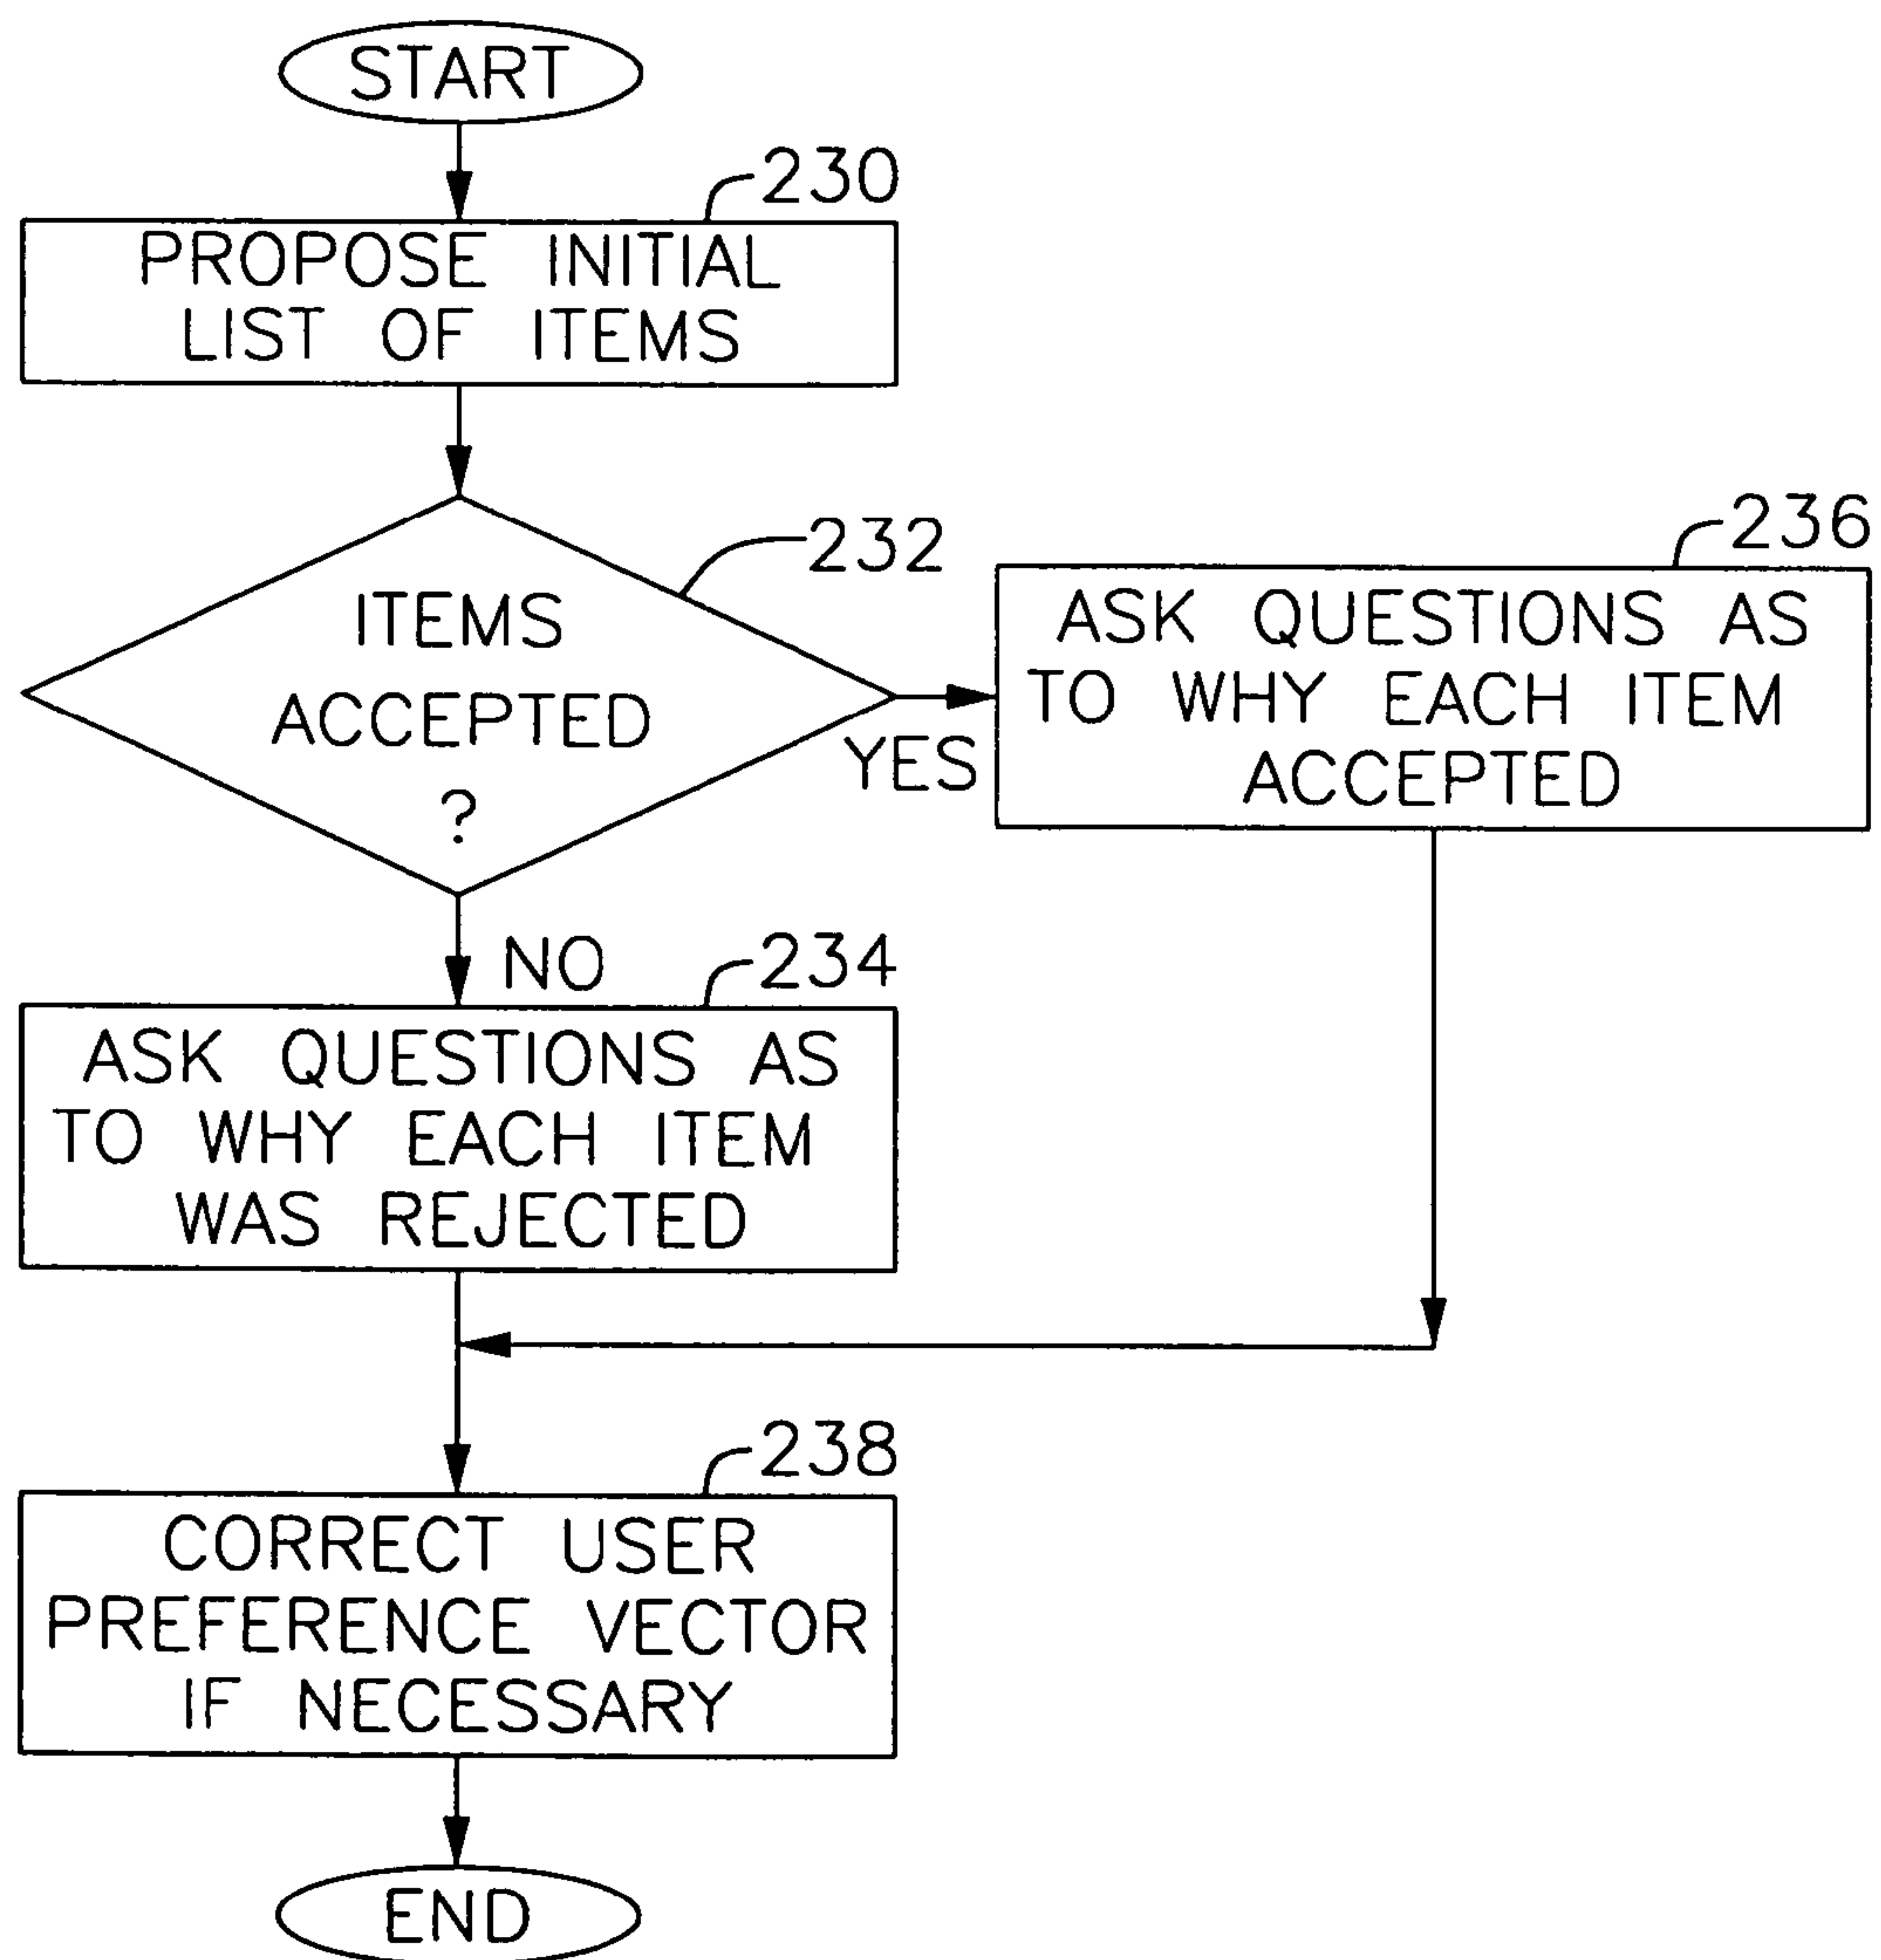 START
230
PROPOSE INITIAL
LIST OF ITEMS
232
ITEMS
ACCEPTED
?
YES
236
ASK QUESTIONS AS
TO WHY EACH ITEM
ACCEPTED
NO
234
ASK QUESTIONS AS
TO WHY EACH ITEM
WAS REJECTED
238
CORRECT USER
PREFERENCE VECTOR
IF NECESSARY
END